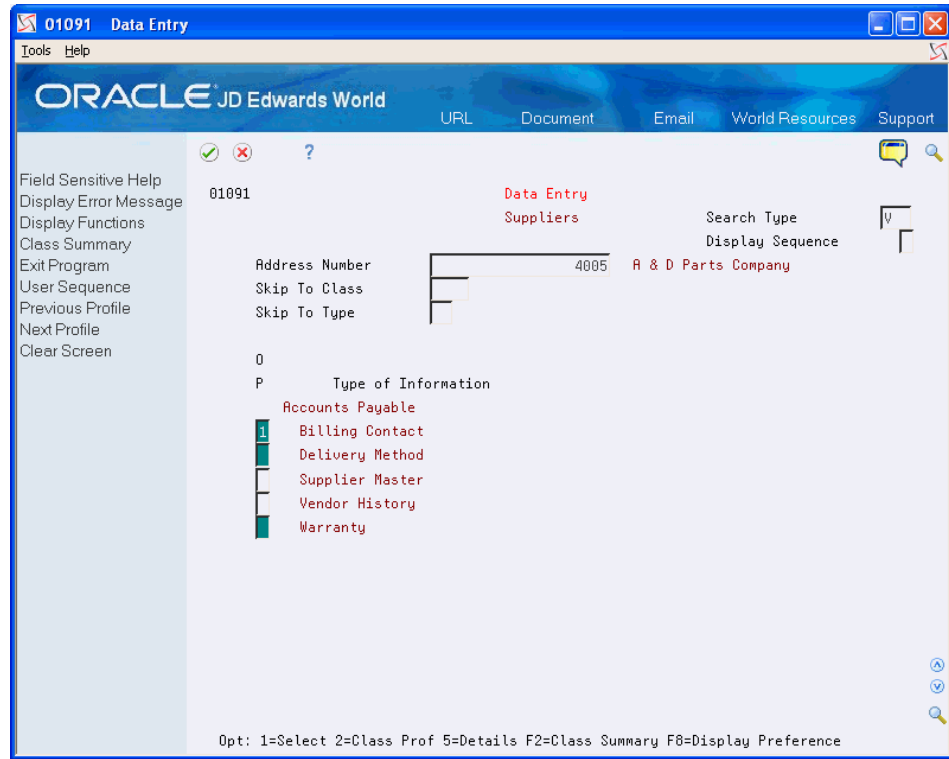 01091 Data Entry
Tools Help
ORACLE JD Edwards World
URL Document Email World Resources Support
?
Field Sensitive Help
Display Error Message
Display Functions
Class Summary
Exit Program
User Sequence
Previous Profile
Next Profile
Clear Screen
01091 Data Entry
Suppliers Search Type V
Display Sequence
Address Number 4005 A & D Parts Company
Skip To Class
Skip To Type
O
P Type of Information
Accounts Payable
1 Billing Contact
Delivery Method
Supplier Master
Vendor History
Warranty
Opt: 1=Select 2=Class Prof 5=Details F2=Class Summary F8=Display Preference